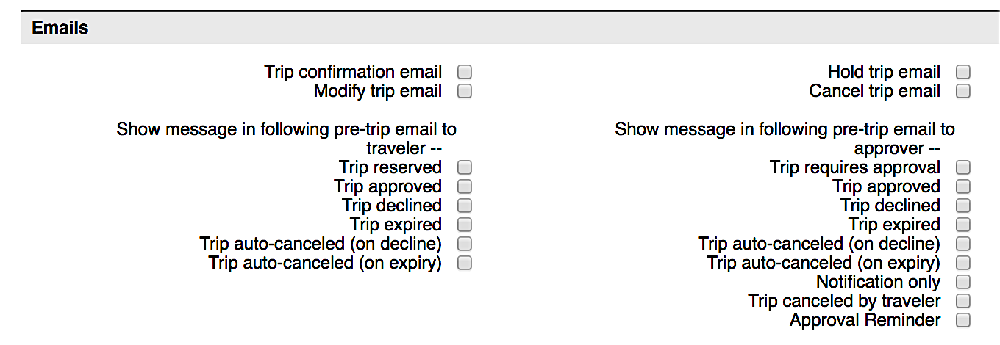 Emails
Trip confirmation email
Modify trip email
Hold trip email
Cancel trip email
Show message in following pre-trip email to
traveler --
Trip reserved
Trip approved
Trip declined
Trip expired
Trip auto-canceled (on decline)
Trip auto-canceled (on expiry)
Show message in following pre-trip email to
approver --
Trip requires approval
Trip approved
Trip declined
Trip expired
Trip auto-canceled (on decline)
Trip auto-canceled (on expiry)
Notification only
Trip canceled by traveler
Approval Reminder